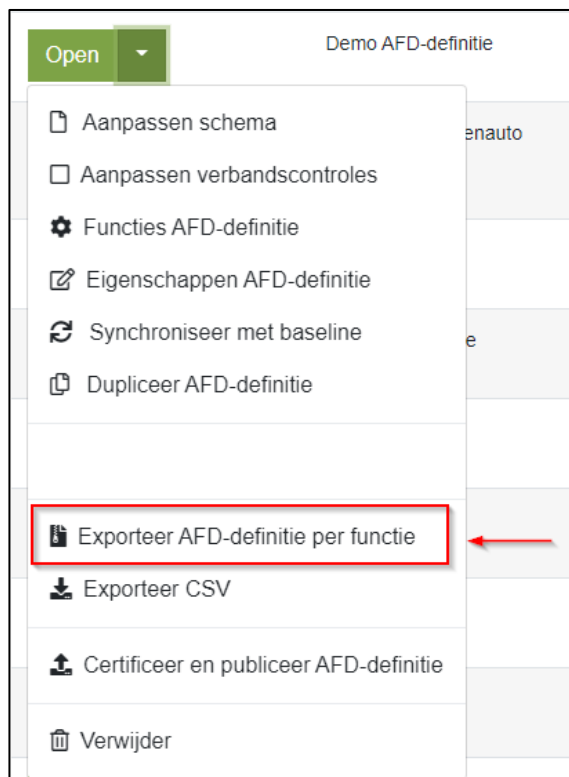 Open
Demo AFD-definitie
Aanpassen schema
enauto
Aanpassen verbandscontroles
Functies AFD-definitie
Eigenschappen AFD-definitie
Synchroniseer met baseline
e
Dupliceer AFD-definitie
Exporteer AFD-definitie per functie
Exporteer CSV
Certificeer en publiceer AFD-definitie
Verwijder